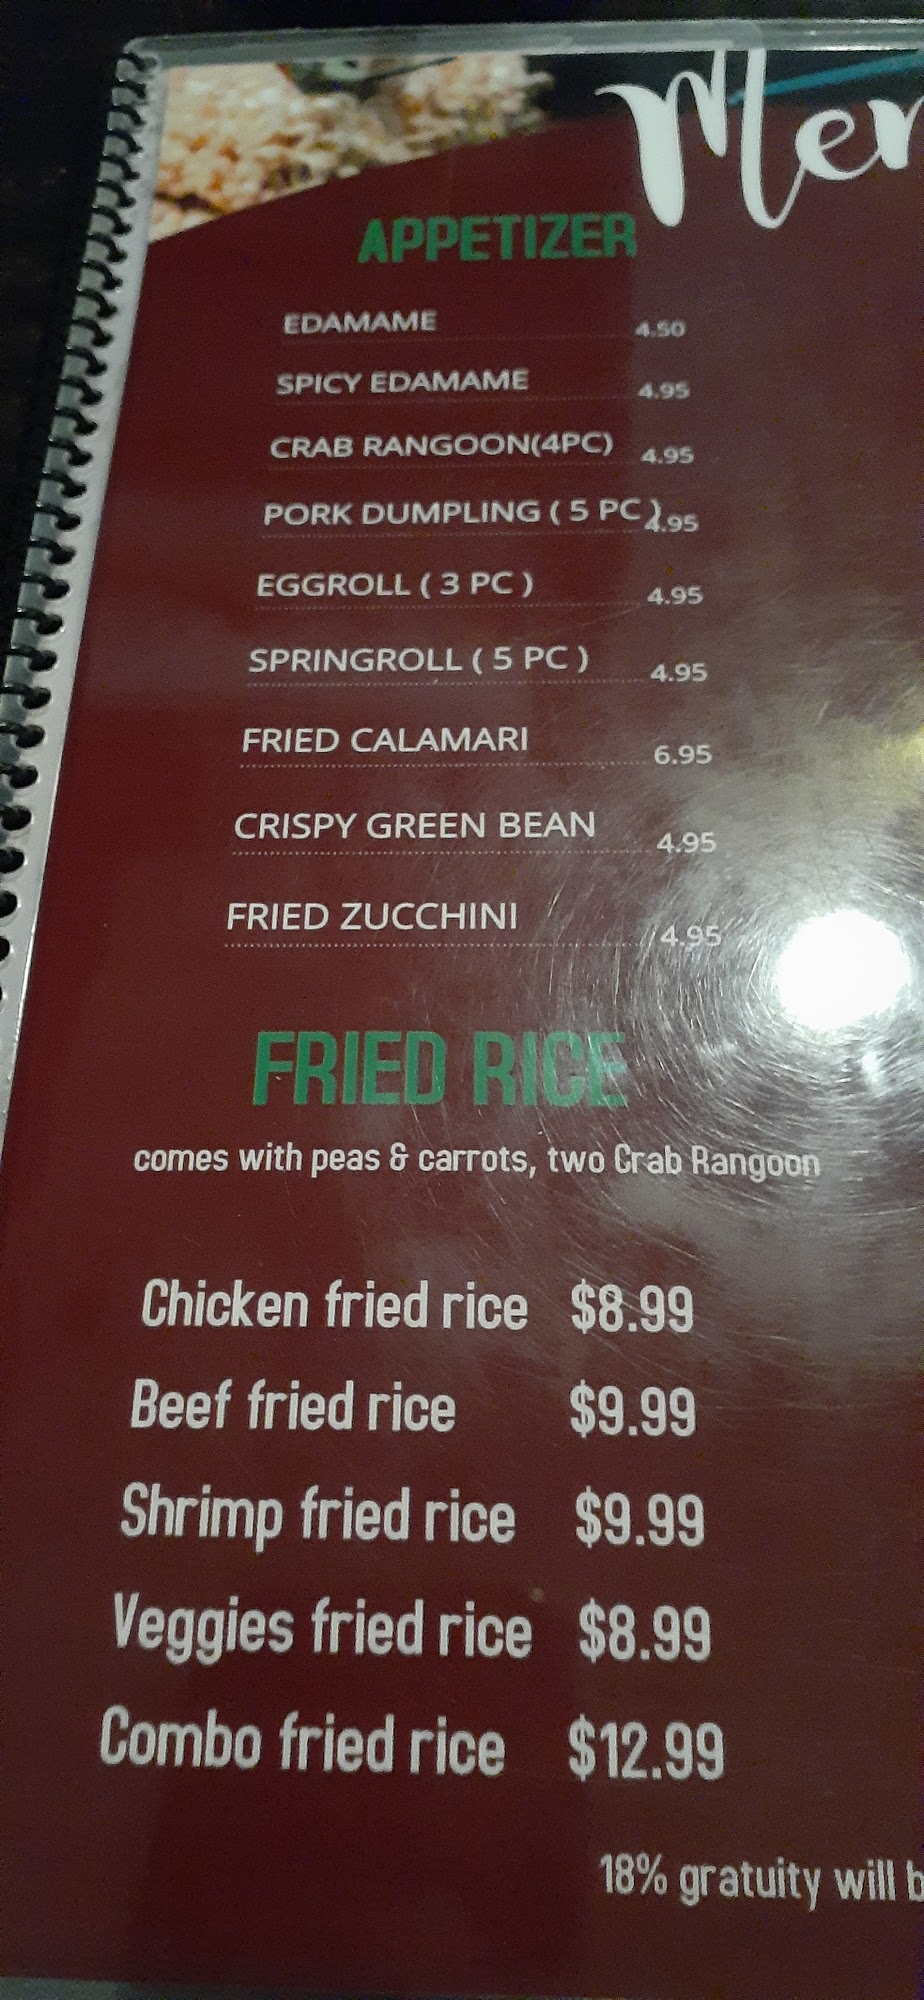 Men
APPETIZER
EDAMAME 4.50
SPICY EDAMAME 4.95
CRAB RANGOON(4PC) 4.95
PORK DUMPLING ( 5 PC ) 4.95
EGGROLL ( 3 PC ) 4.95
SPRINGROLL ( 5 PC ) 4.95
FRIED CALAMARI 6.95
CRISPY GREEN BEAN 4.95
FRIED ZUCCHINI 4.95
FRIED RICE
comes with peas & carrots, two Crab Rangoon
Chicken fried rice $8.99
Beef fried rice $9.99
Shrimp fried rice $9.99
Veggies fried rice $8.99
Combo fried rice $12.99
18% gratuity will b